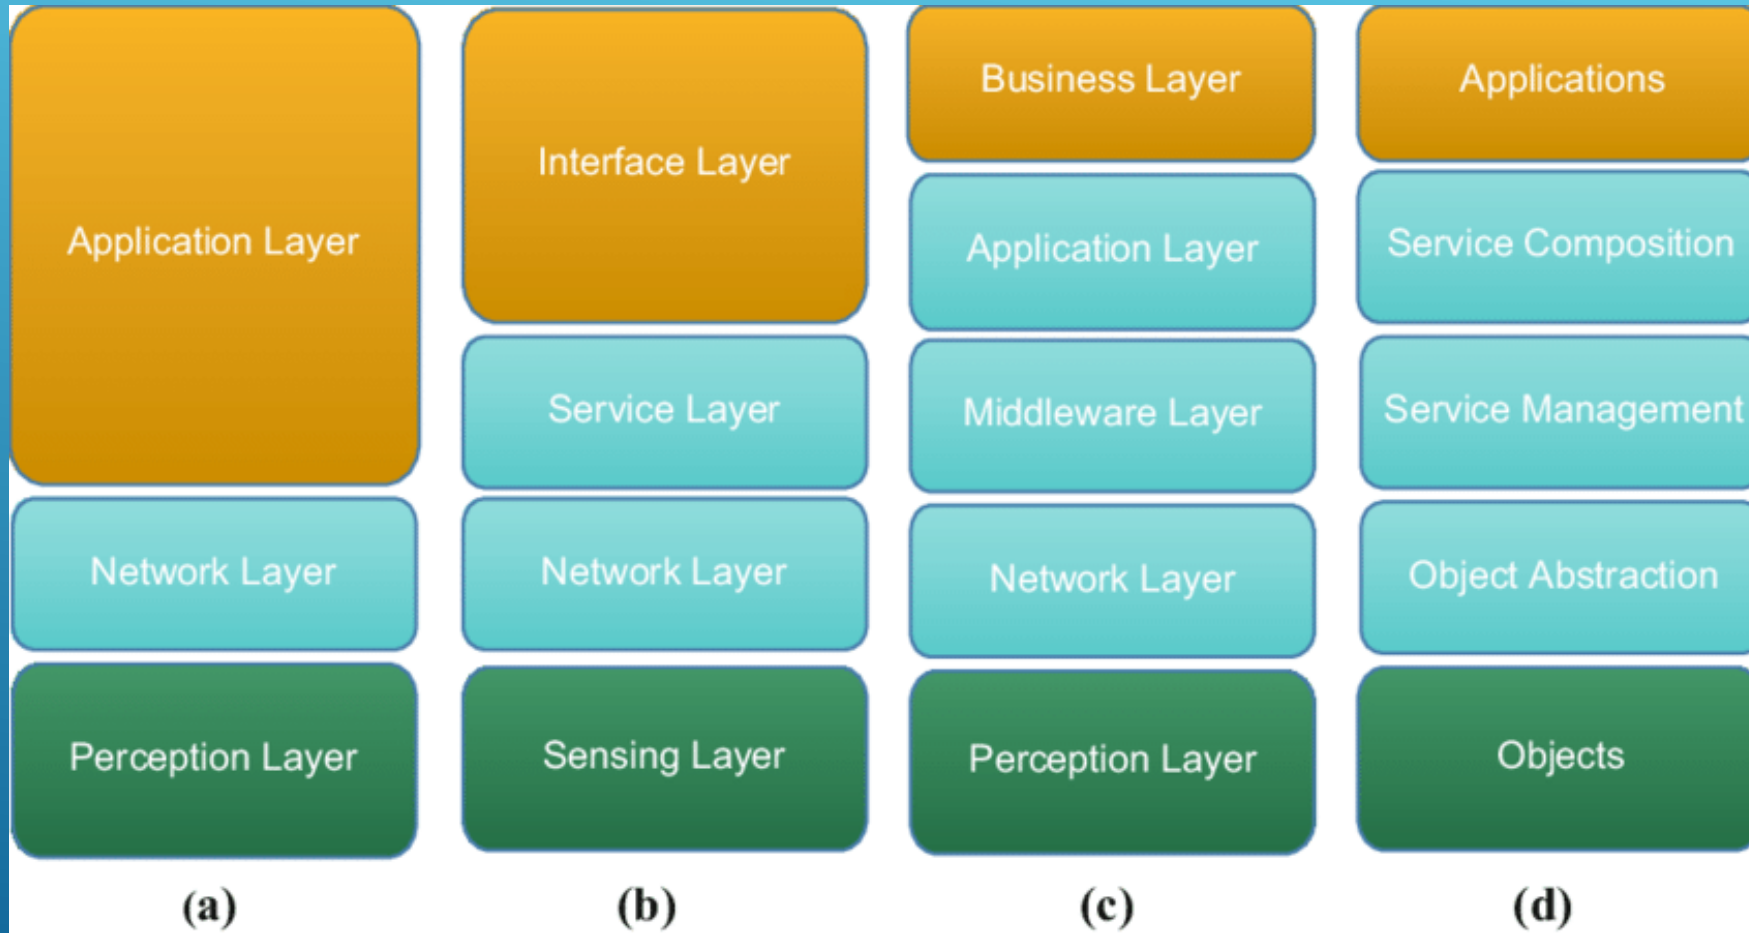 Application Layer
Network Layer
Perception Layer
(a)
Interface Layer
Service Layer
Network Layer
Sensing Layer
(b)
Business Layer
Application Layer
Middleware Layer
Network Layer
Perception Layer
(c)
Applications
Service Composition
Service Management
Object Abstraction
Objects
(d)